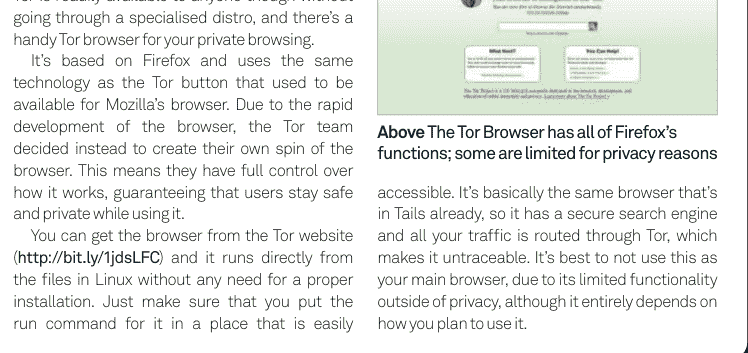 going through a specialised distro, and there's a
handy Tor browser for your private browsing.
It's based on Firefox and uses the same
technology as the Tor button that used to be
available for Mozilla's browser. Due to the rapid
development of the browser, the Tor team
decided instead to create their own spin of the
browser. This means they have full control over
how it works, guaranteeing that users stay safe
and private while using it.
You can get the browser from the Tor website
(http://bit.ly/1jdsLFC) and it runs directly from
the files in Linux without any need for a proper
installation. Just make sure that you put the
run command for it in a place that is easily
What Next?
You Can Help!
Above The Tor Browser has all of Firefox's
functions; some are limited for privacy reasons
accessible. It's basically the same browser that's
in Tails already, so it has a secure search engine
and all your traffic is routed through Tor, which
makes it untraceable. It's best to not use this as
your main browser, due to its limited functionality
outside of privacy, although it entirely depends on
how you plan to use it.